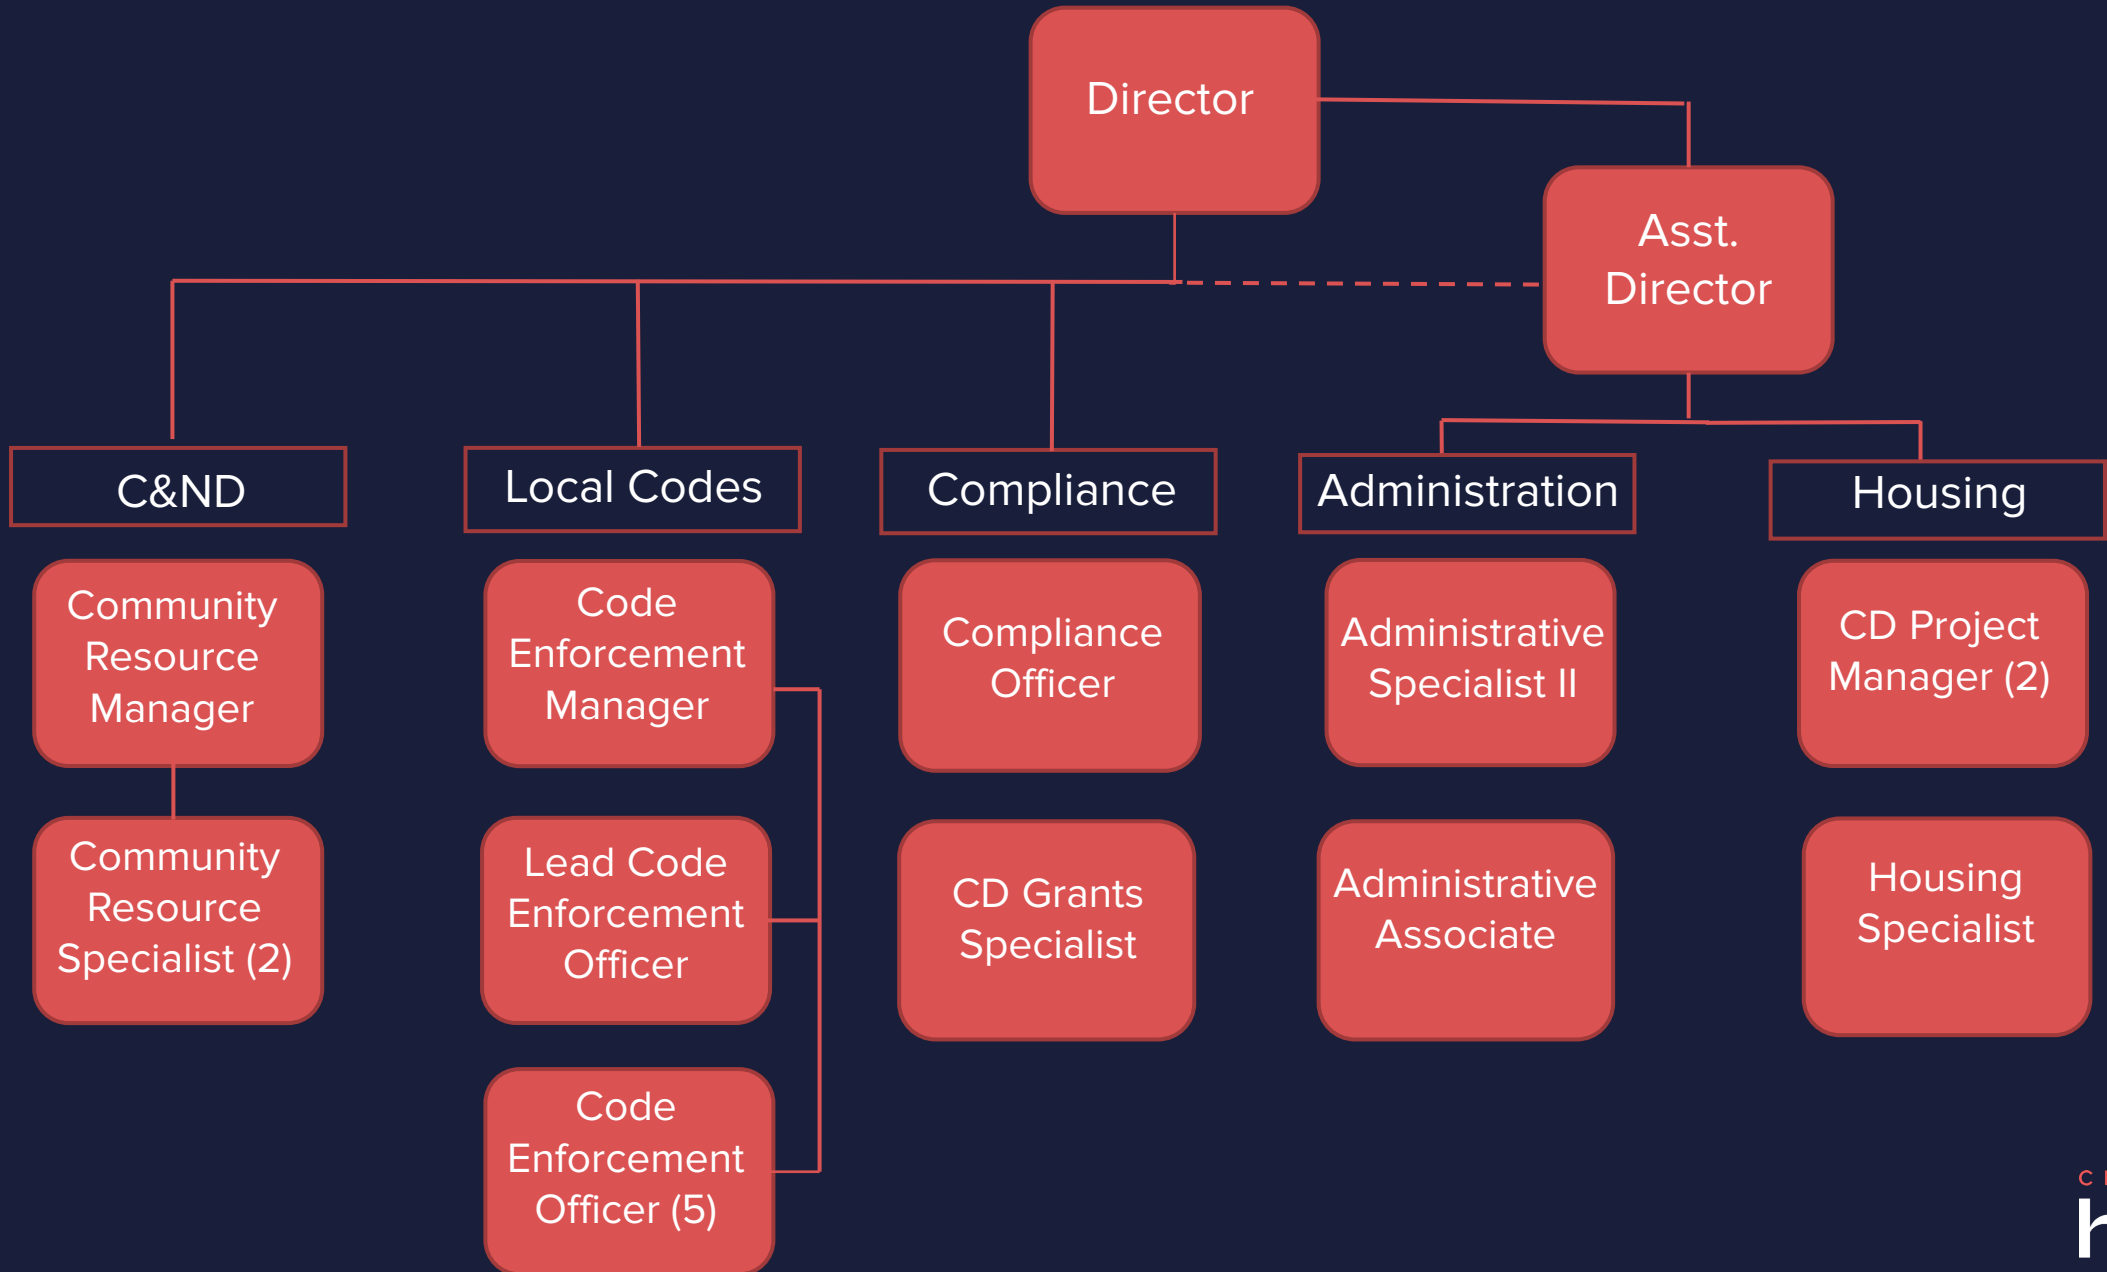 Director
Asst.
Director
C&ND
Local Codes
Compliance
Administration
Housing
Community
Resource
Manager
Code
Enforcement
Manager
Compliance
Officer
Administrative
Specialist II
CD Project
Manager (2)
Community
Resource
Specialist (2)
Lead Code
Enforcement
Officer
CD Grants
Specialist
Administrative
Associate
Housing
Specialist
Code
Enforcement
Officer (5)